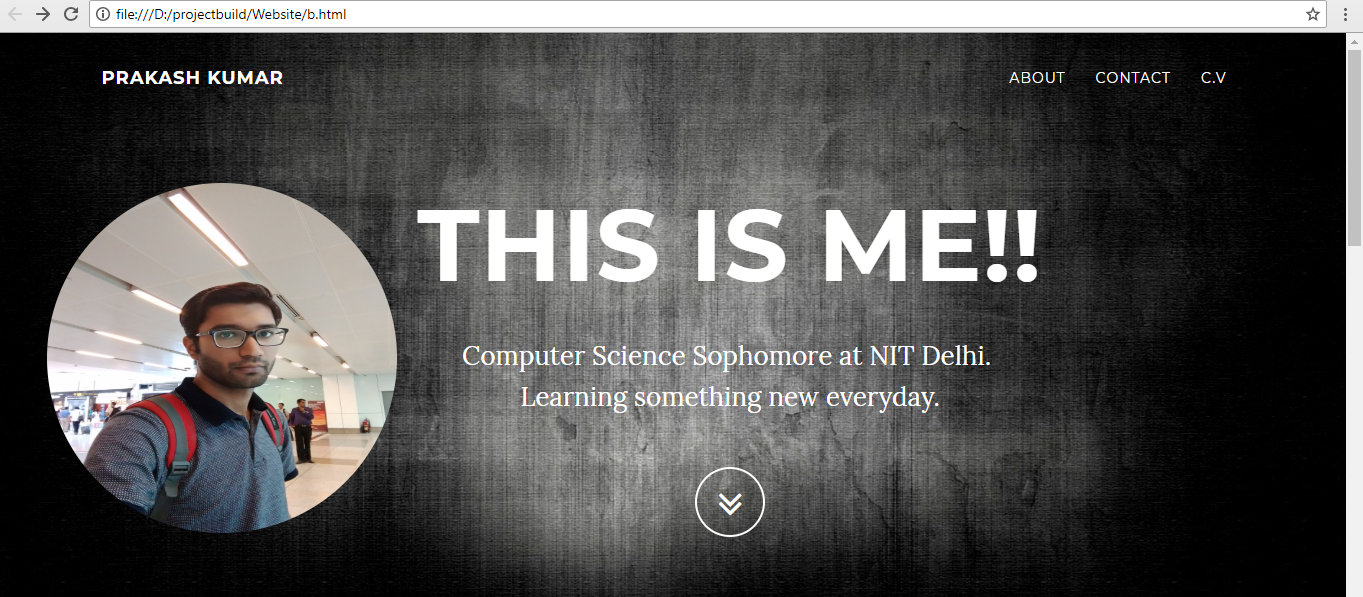 file:///D:/projectbuild/Website/b.html
PRAKASH KUMAR
ABOUT
CONTACT
C.V
THIS IS ME!!
Computer Science Sophomore at NIT Delhi.
Learning something new everyday.